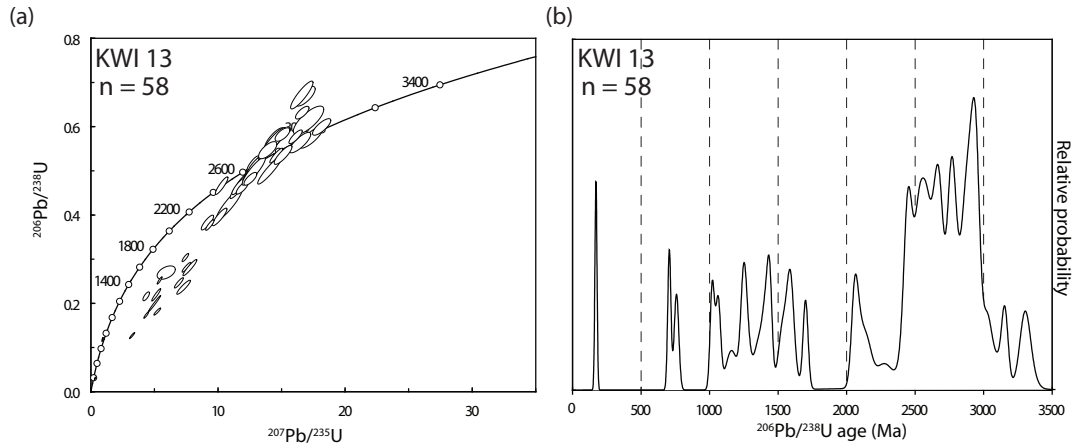 (a)
KWI 13
n = 58
0.8
0.6
0.4
0.2
0.0
1400
1800
2200
2600
3400
0
10
20
30
²⁰⁶Pb/²³⁸U
²⁰⁷Pb/²³⁵U
(b)
KWI 13
n = 58
Relative probability
0
500
1000
1500
2000
2500
3000
3500
²⁰⁶Pb/²³⁸U age (Ma)